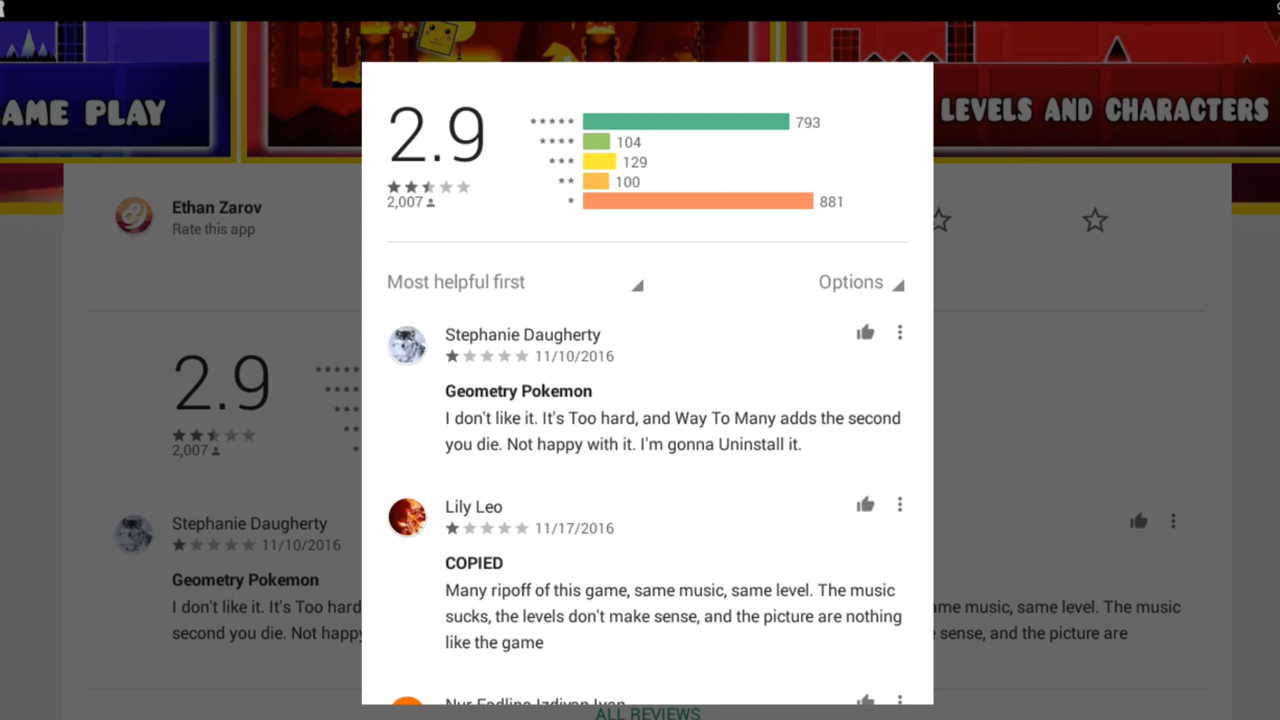 AME PLAY
LEVELS AND CHARACTERS
Ethan Zarov
Rate this app
2.9
2,007
793
104
129
100
881
Most helpful first
Options
Stephanie Daugherty
11/10/2016
Geometry Pokemon
I don't like it. It's Too hard, and Way To Many adds the second
you die. Not happy with it. I'm gonna Uninstall it.
Lily Leo
11/17/2016
COPIED
Many ripoff of this game, same music, same level. The music
sucks, the levels don't make sense, and the picture are nothing
like the game
2.9
2,007
Stephanie Daugherty
11/10/2016
Geometry Pokemon
I don't like it. It's Too hard
second you die. Not happy
ame music, same level. The music
sense, and the picture are
ALL REVIEWS